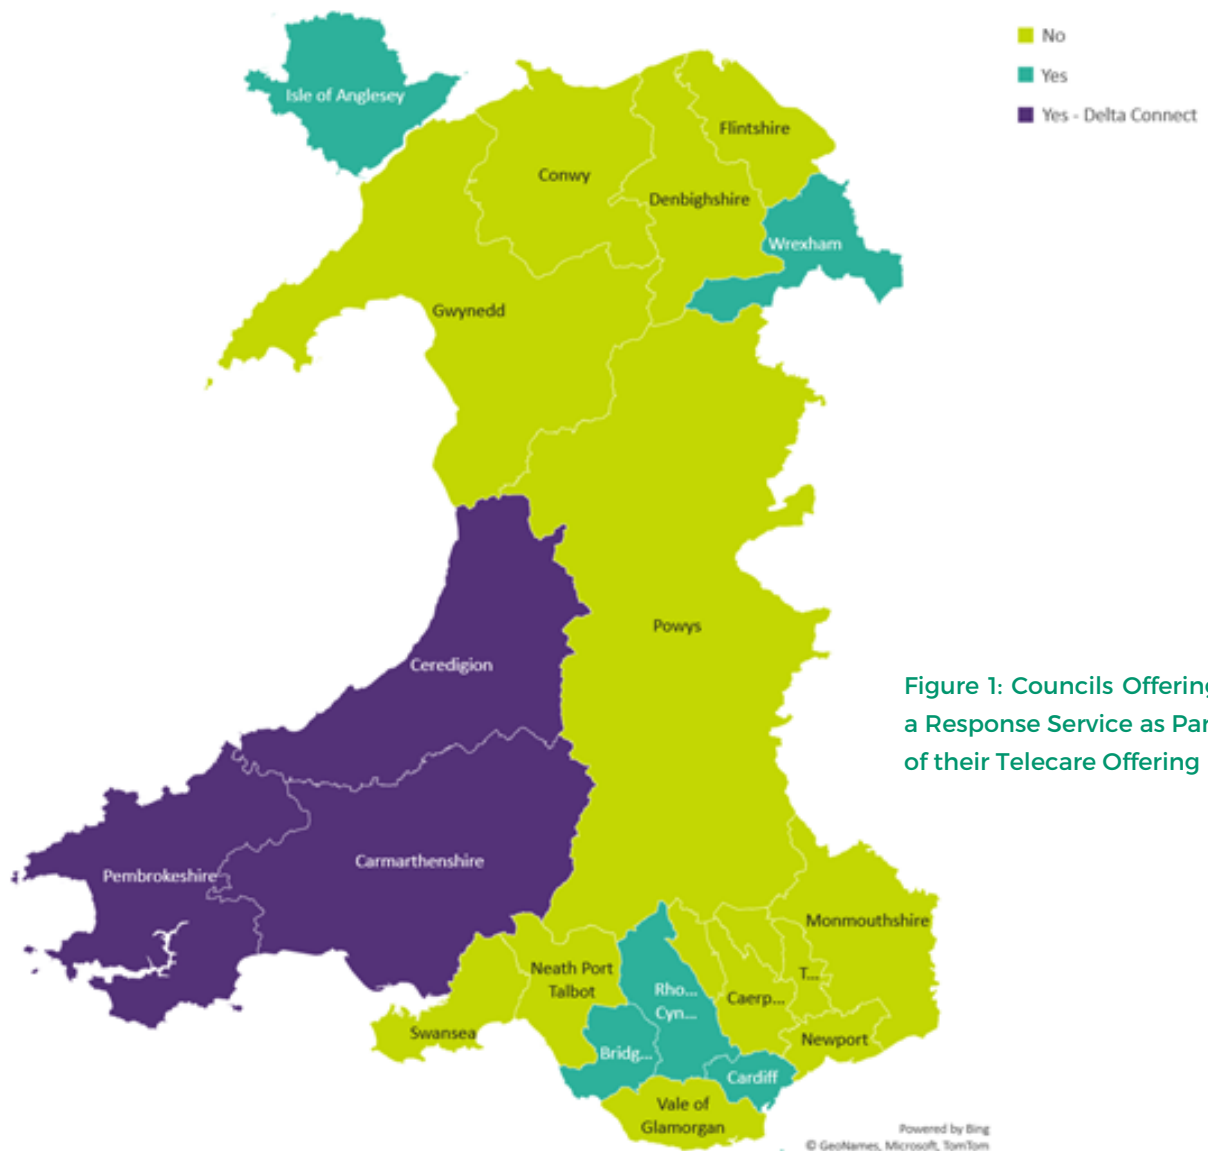 No
Yes
Yes - Delta Connect
Isle of Anglesey
Flintshire
Conwy
Denbighshire
Wrexham
Gwynedd
Powys
Ceredigion
Figure 1: Councils Offering
a Response Service as Par
of their Telecare Offering
Carmarthenshire
Pembrokeshire
Monmouthshire
Neath Port
Talbot
T...
Rho...
Cyn...
Caerp...
Swansea
Newport
Bridg...
Cardiff
Vale of
Glamorgan
Powered by Bing
© GeoNames, Microsoft, TomTom